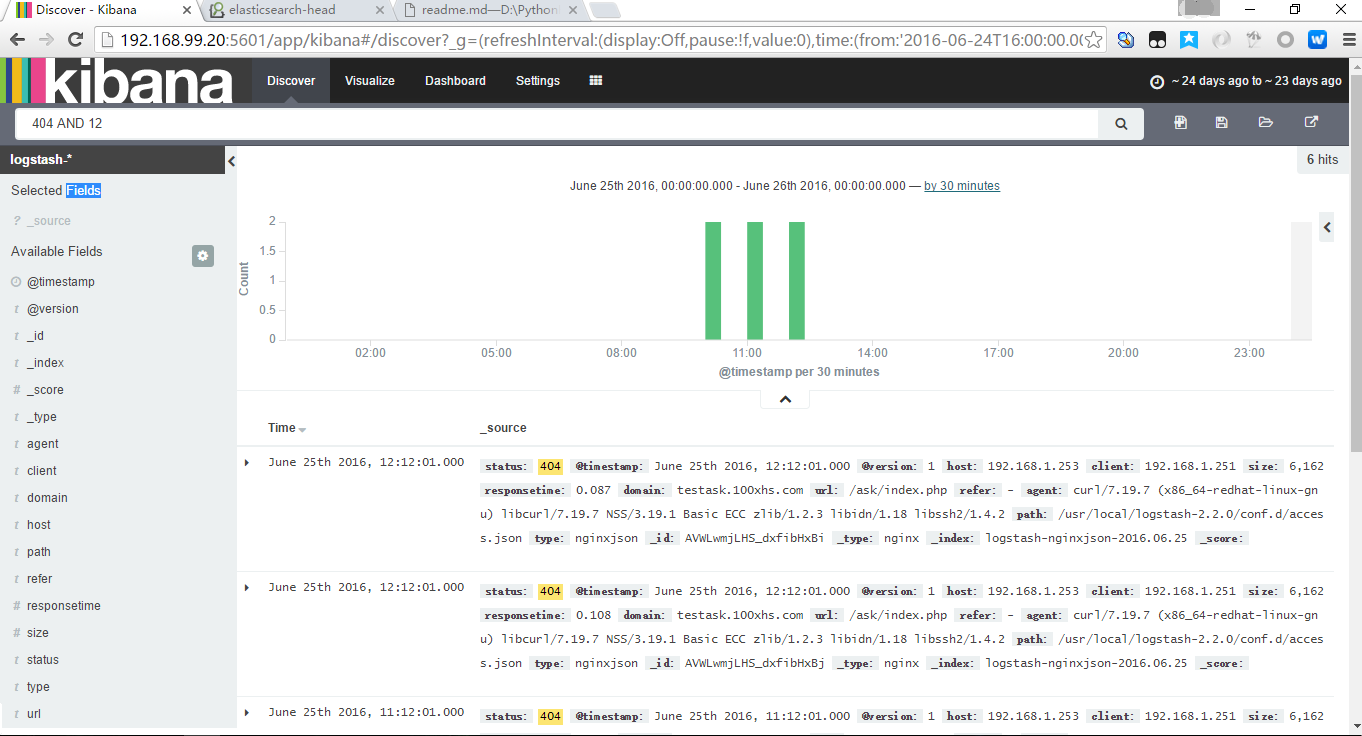 Discover - Kibana
elasticsearch-head
readme.md—D:\Python
192.168.99.20:5601/app/kibana#/discover?_g=(refreshInterval:(display:Off,pause:!f,value:0),time:(from:'2016-06-24T16:00:00.00
kibana
Discover Visualize Dashboard Settings
~ 24 days ago to ~ 23 days ago
404 AND 12
logstash-*
6 hits
Selected Fields
? _source
Available Fields
@timestamp
t @version
t _id
t _index
# _score
t _type
t agent
t client
t domain
t host
t path
t refer
# responsetime
# size
t status
t type
t url
June 25th 2016, 00:00:00.000 - June 26th 2016, 00:00:00.000 — by 30 minutes
Count
2
1.5
1
0.5
0
02:00 05:00 08:00 11:00 14:00 17:00 20:00 23:00
@timestamp per 30 minutes
Time _source
June 25th 2016, 12:12:01.000
status: 404 @timestamp: June 25th 2016, 12:12:01.000 @version: 1 host: 192.168.1.253 client: 192.168.1.251 size: 6,162
responsetime: 0.087 domain: testask.100xhs.com url: /ask/index.php refer: - agent: curl/7.19.7 (x86_64-redhat-linux-gn
u) libcurl/7.19.7 NSS/3.19.1 Basic ECC zlib/1.2.3 libidn/1.18 libssh2/1.4.2 path: /usr/local/logstash-2.2.0/conf.d/acces
s.json type: nginxjson _id: AVWLwmjLHS_dxfibHxBi _type: nginx _index: logstash-nginxjson-2016.06.25 _score:
June 25th 2016, 12:12:01.000
status: 404 @timestamp: June 25th 2016, 12:12:01.000 @version: 1 host: 192.168.1.253 client: 192.168.1.251 size: 6,162
responsetime: 0.108 domain: testask.100xhs.com url: /ask/index.php refer: - agent: curl/7.19.7 (x86_64-redhat-linux-gn
u) libcurl/7.19.7 NSS/3.19.1 Basic ECC zlib/1.2.3 libidn/1.18 libssh2/1.4.2 path: /usr/local/logstash-2.2.0/conf.d/acces
s.json type: nginxjson _id: AVWLwmjLHS_dxfibHxBj _type: nginx _index: logstash-nginxjson-2016.06.25 _score:
June 25th 2016, 11:12:01.000
status: 404 @timestamp: June 25th 2016, 11:12:01.000 @version: 1 host: 192.168.1.253 client: 192.168.1.251 size: 6,162